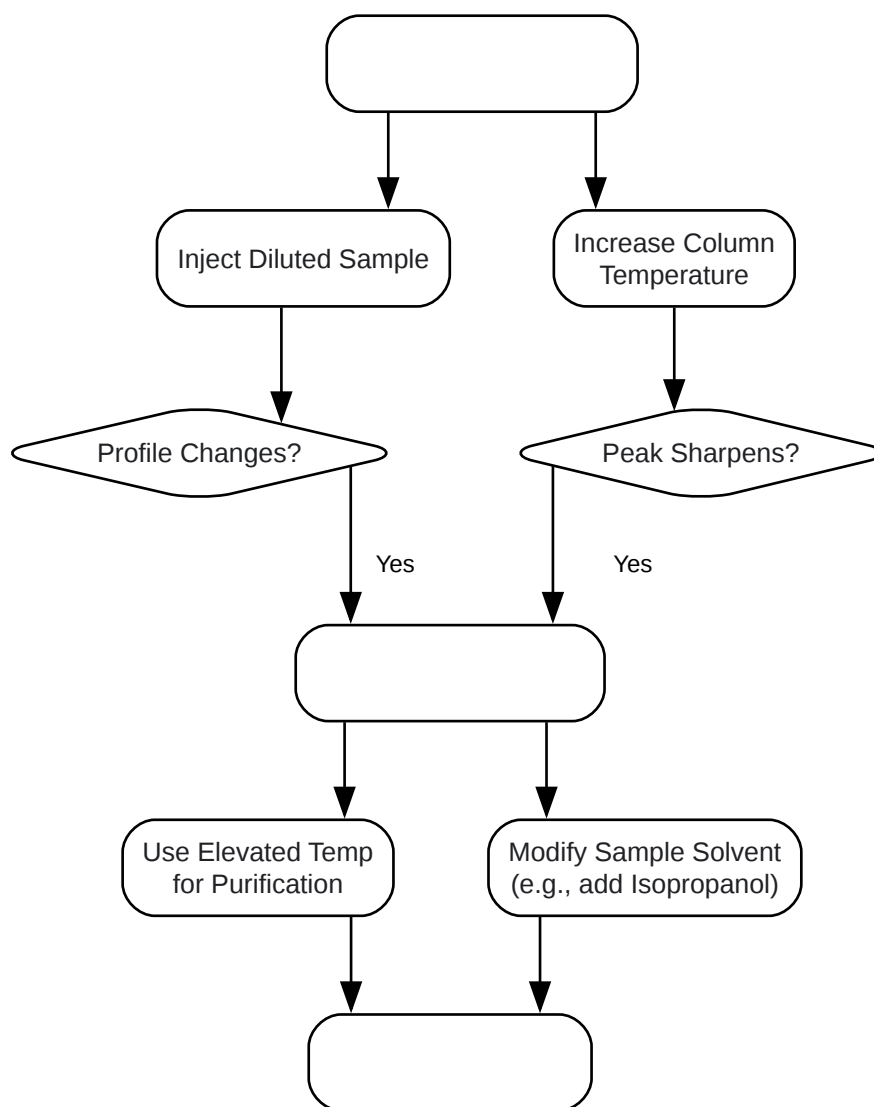 Inject Diluted Sample
Increase Column
Temperature
Profile Changes?
Peak Sharpens?
Yes
Yes
Use Elevated Temp
for Purification
Modify Sample Solvent
(e.g., add Isopropanol)